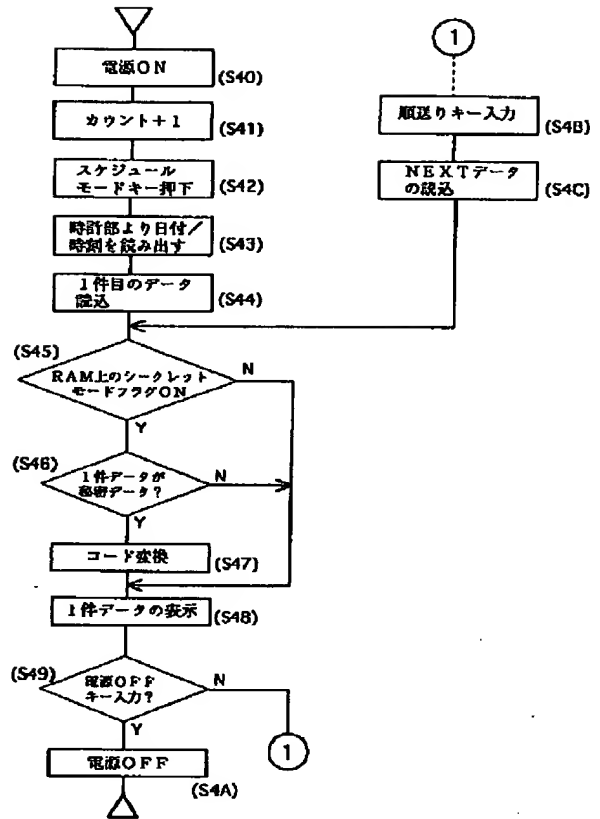 電源ON
(S40)
カウント+1
(S41)
スケジュール
モードキー押下
(S42)
時計部より日付/
時刻を読み出す
(S43)
1件目のデータ
読込
(S44)
1
順送りキー入力
(S4B)
NEXTデータ
の読込
(S4C)
(S45)
RAM上のシークレット
モードフラグON
N
Y
(S46)
1件データが
秘密データ?
N
Y
コード変換
(S47)
1件データの表示
(S48)
(S49)
電源OFF
キー入力?
N
Y
1
電源OFF
(S4A)